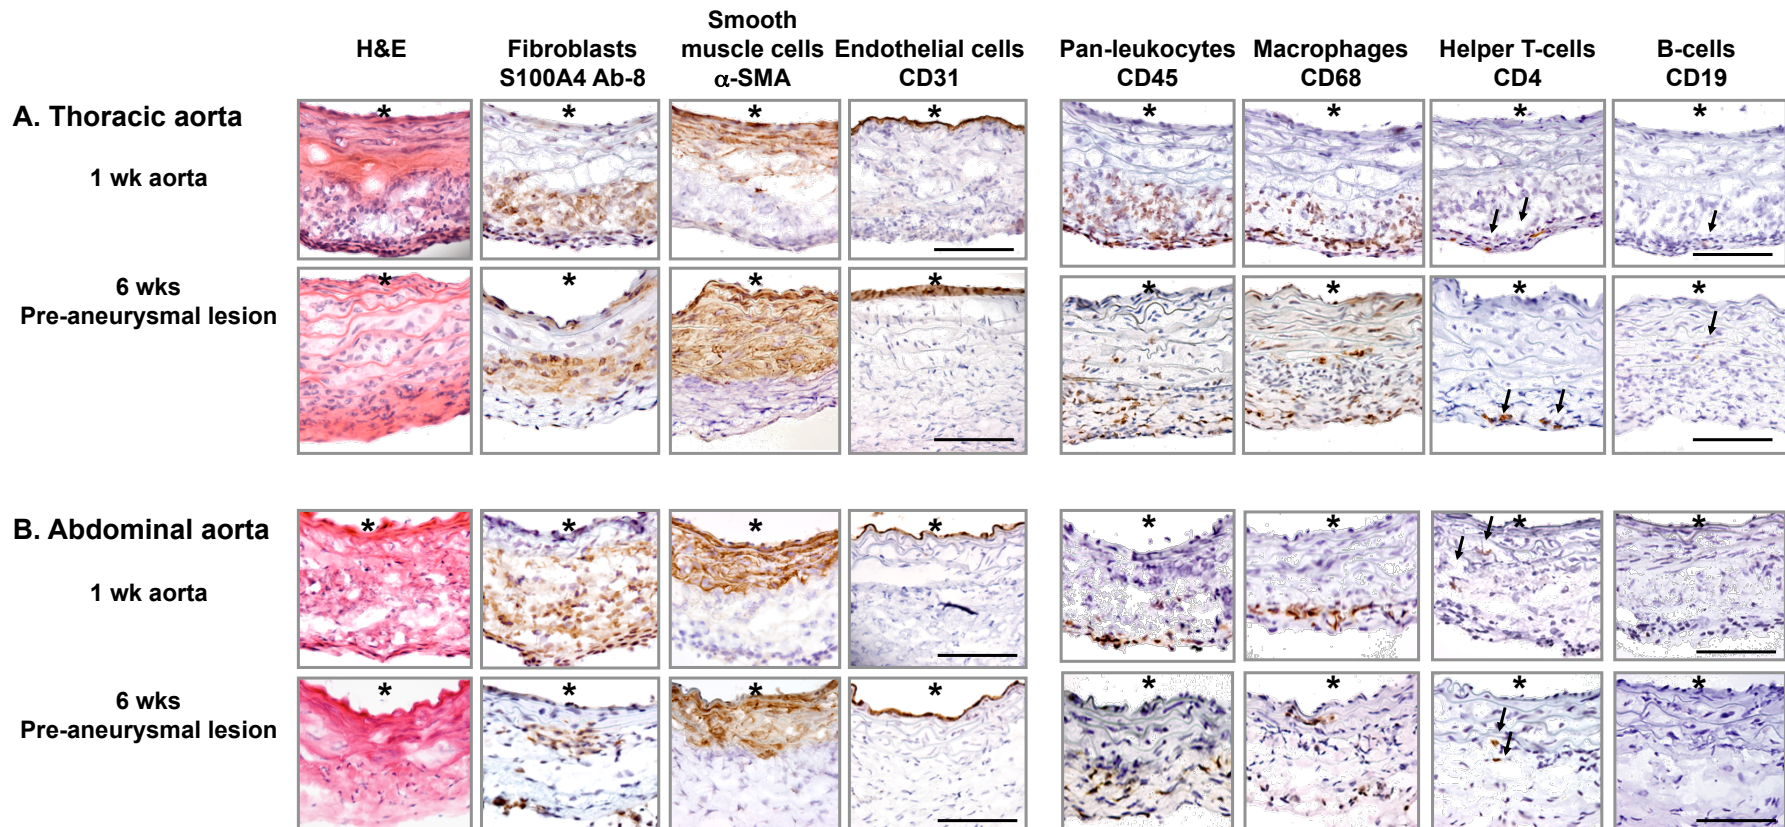 H&E
Fibroblasts
S100A4 Ab-8
Smooth
muscle cells
α-SMA
Endothelial cells
CD31
Pan-leukocytes
CD45
Macrophages
CD68
Helper T-cells
CD4
B-cells
CD19
A. Thoracic aorta
* * * * * * * *
1 wk aorta
* * * * * * * *
6 wks
Pre-aneurysmal lesion
B. Abdominal aorta
* * * * * * * *
1 wk aorta
* * * * * * * *
6 wks
Pre-aneurysmal lesion